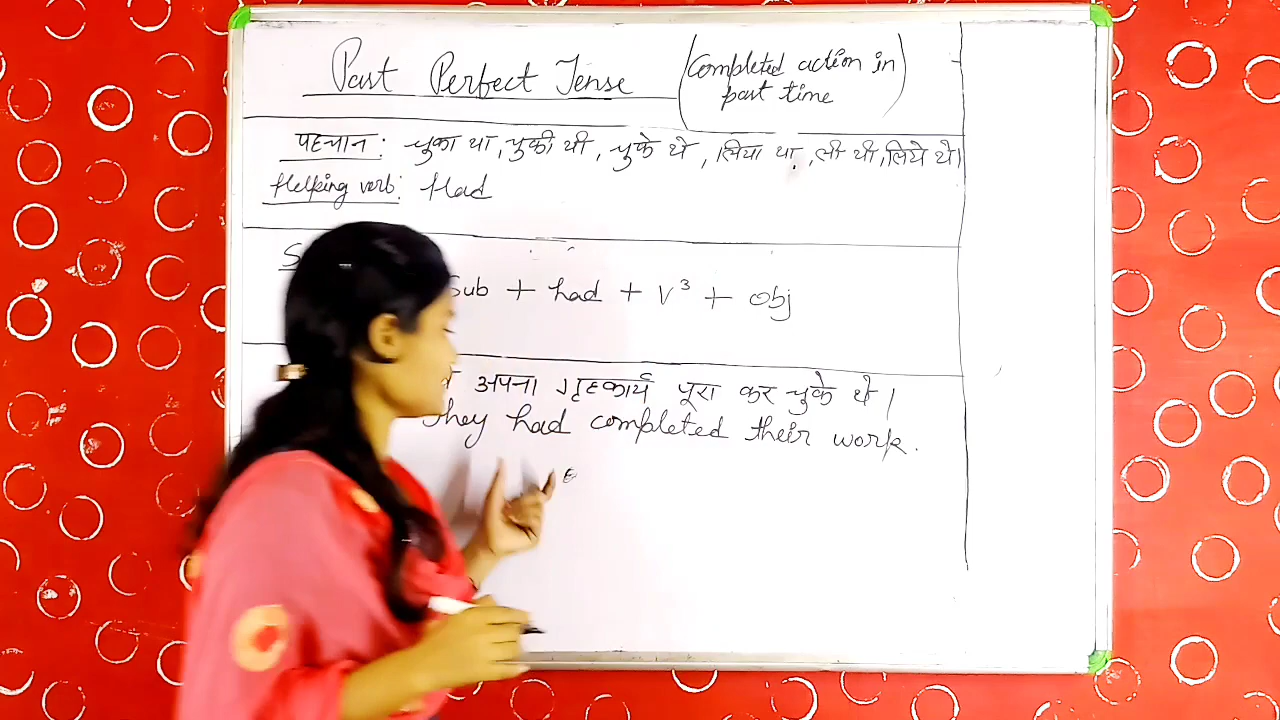 Past Perfect Tense (Completed action in
past time)
पहचान : चुका था, चुकी थी, चुके थे, लिया था, ली थी, लिये थे।
Helping verb : Had
Sub + had + V³ + obj
अपना गृहकार्य पूरा कर चुके थे।
They had completed their work.